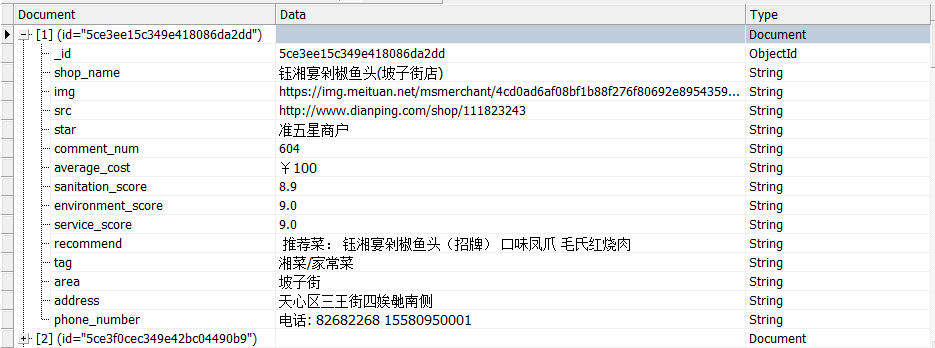 Document Data Type
[1] (id="5ce3ee15c349e418086da2dd") Document
_id 5ce3ee15c349e418086da2dd ObjectId
shop_name 钰湘宴剁椒鱼头(坡子街店) String
img https://img.meituan.net/msmerchant/4cd0ad6af08bf1b88f276f80692e8954359... String
src http://www.dianping.com/shop/111823243 String
star 准五星商户 String
comment_num 604 String
average_cost ￥100 String
sanitation_score 8.9 String
environment_score 9.0 String
service_score 9.0 String
recommend 推荐菜： 钰湘宴剁椒鱼头（招牌） 口味凤爪 毛氏红烧肉 String
tag 湘菜/家常菜 String
area 坡子街 String
address 天心区三王街四娭毑南侧 String
phone_number 电话: 82682268 15580950001 String
[2] (id="5ce3f0cec349e42bc04490b9") Document